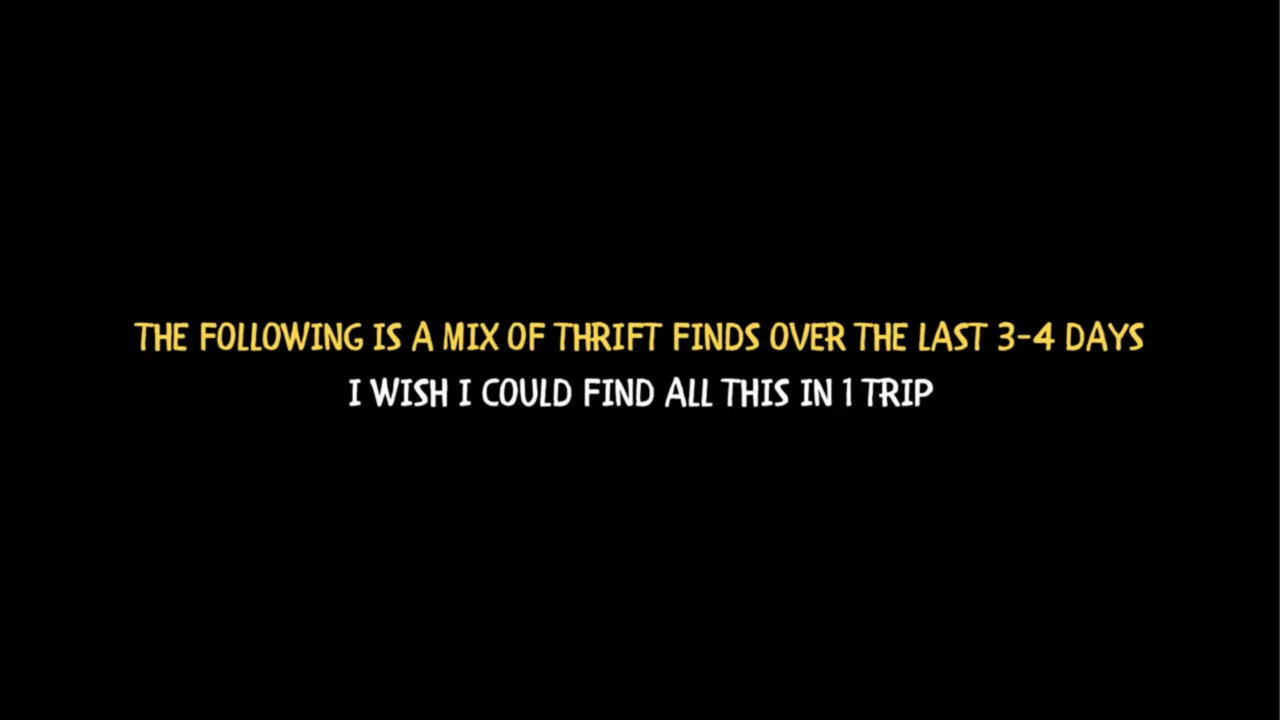 THE FOLLOWING IS A MIX OF THRIFT FINDS OVER THE LAST 3-4 DAYS
I WISH I COULD FIND ALL THIS IN 1 TRIP